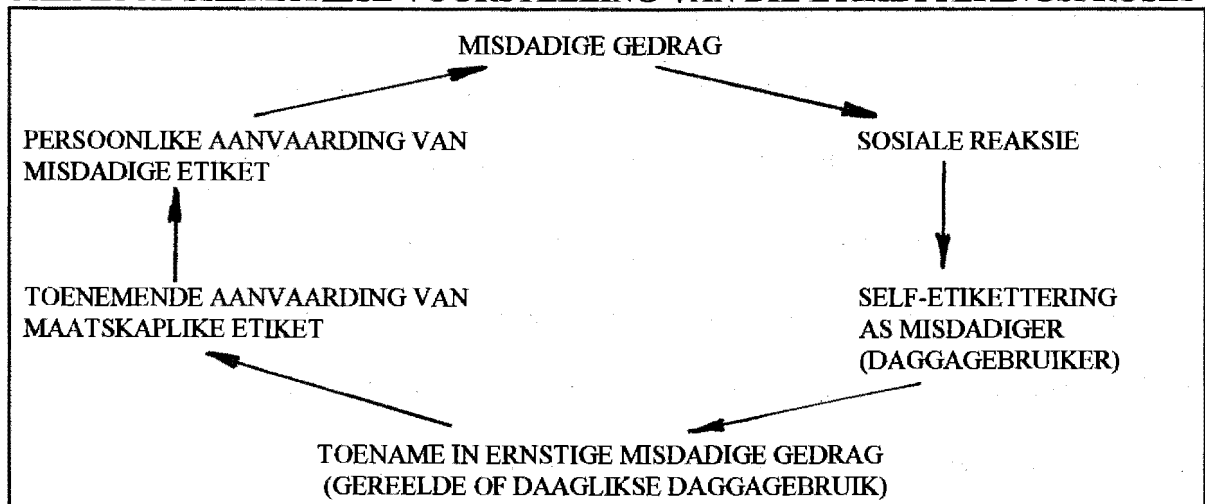 MISDADIGE GEDRAG
SOSIALE REAKSIE
SELF-ETIKETTERING
AS MISDADIGER
(DAGGAGEBRUIKER)
TOENAME IN ERNSTIGE MISDADIGE GEDRAG
(GEREELDE OF DAAGLIKSE DAGGAGEBRUIK)
TOENEMENDE AANVAARDING VAN
MAATSKAPLIKE ETIKET
PERSOONLIKE AANVAARDING VAN
MISDADIGE ETIKET